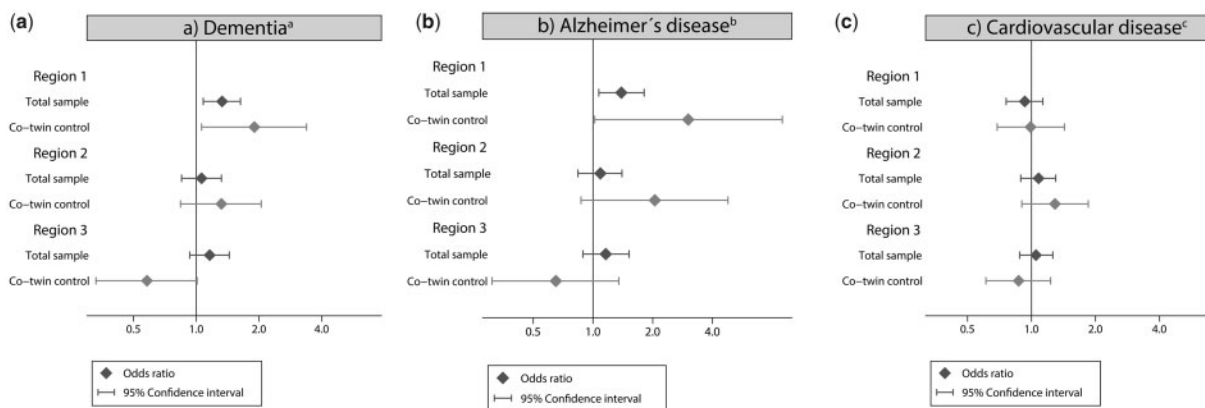 (a)
a) Dementiaᵃ
Region 1
Total sample
Co-twin control
Region 2
Total sample
Co-twin control
Region 3
Total sample
Co-twin control
0.5 1.0 2.0 4.0
Odds ratio
95% Confidence interval
(b)
b) Alzheimer´s diseaseᵇ
Region 1
Total sample
Co-twin control
Region 2
Total sample
Co-twin control
Region 3
Total sample
Co-twin control
0.5 1.0 2.0 4.0
Odds ratio
95% Confidence interval
(c)
c) Cardiovascular diseaseᶜ
Region 1
Total sample
Co-twin control
Region 2
Total sample
Co-twin control
Region 3
Total sample
Co-twin control
0.5 1.0 2.0 4.0
Odds ratio
95% Confidence interval